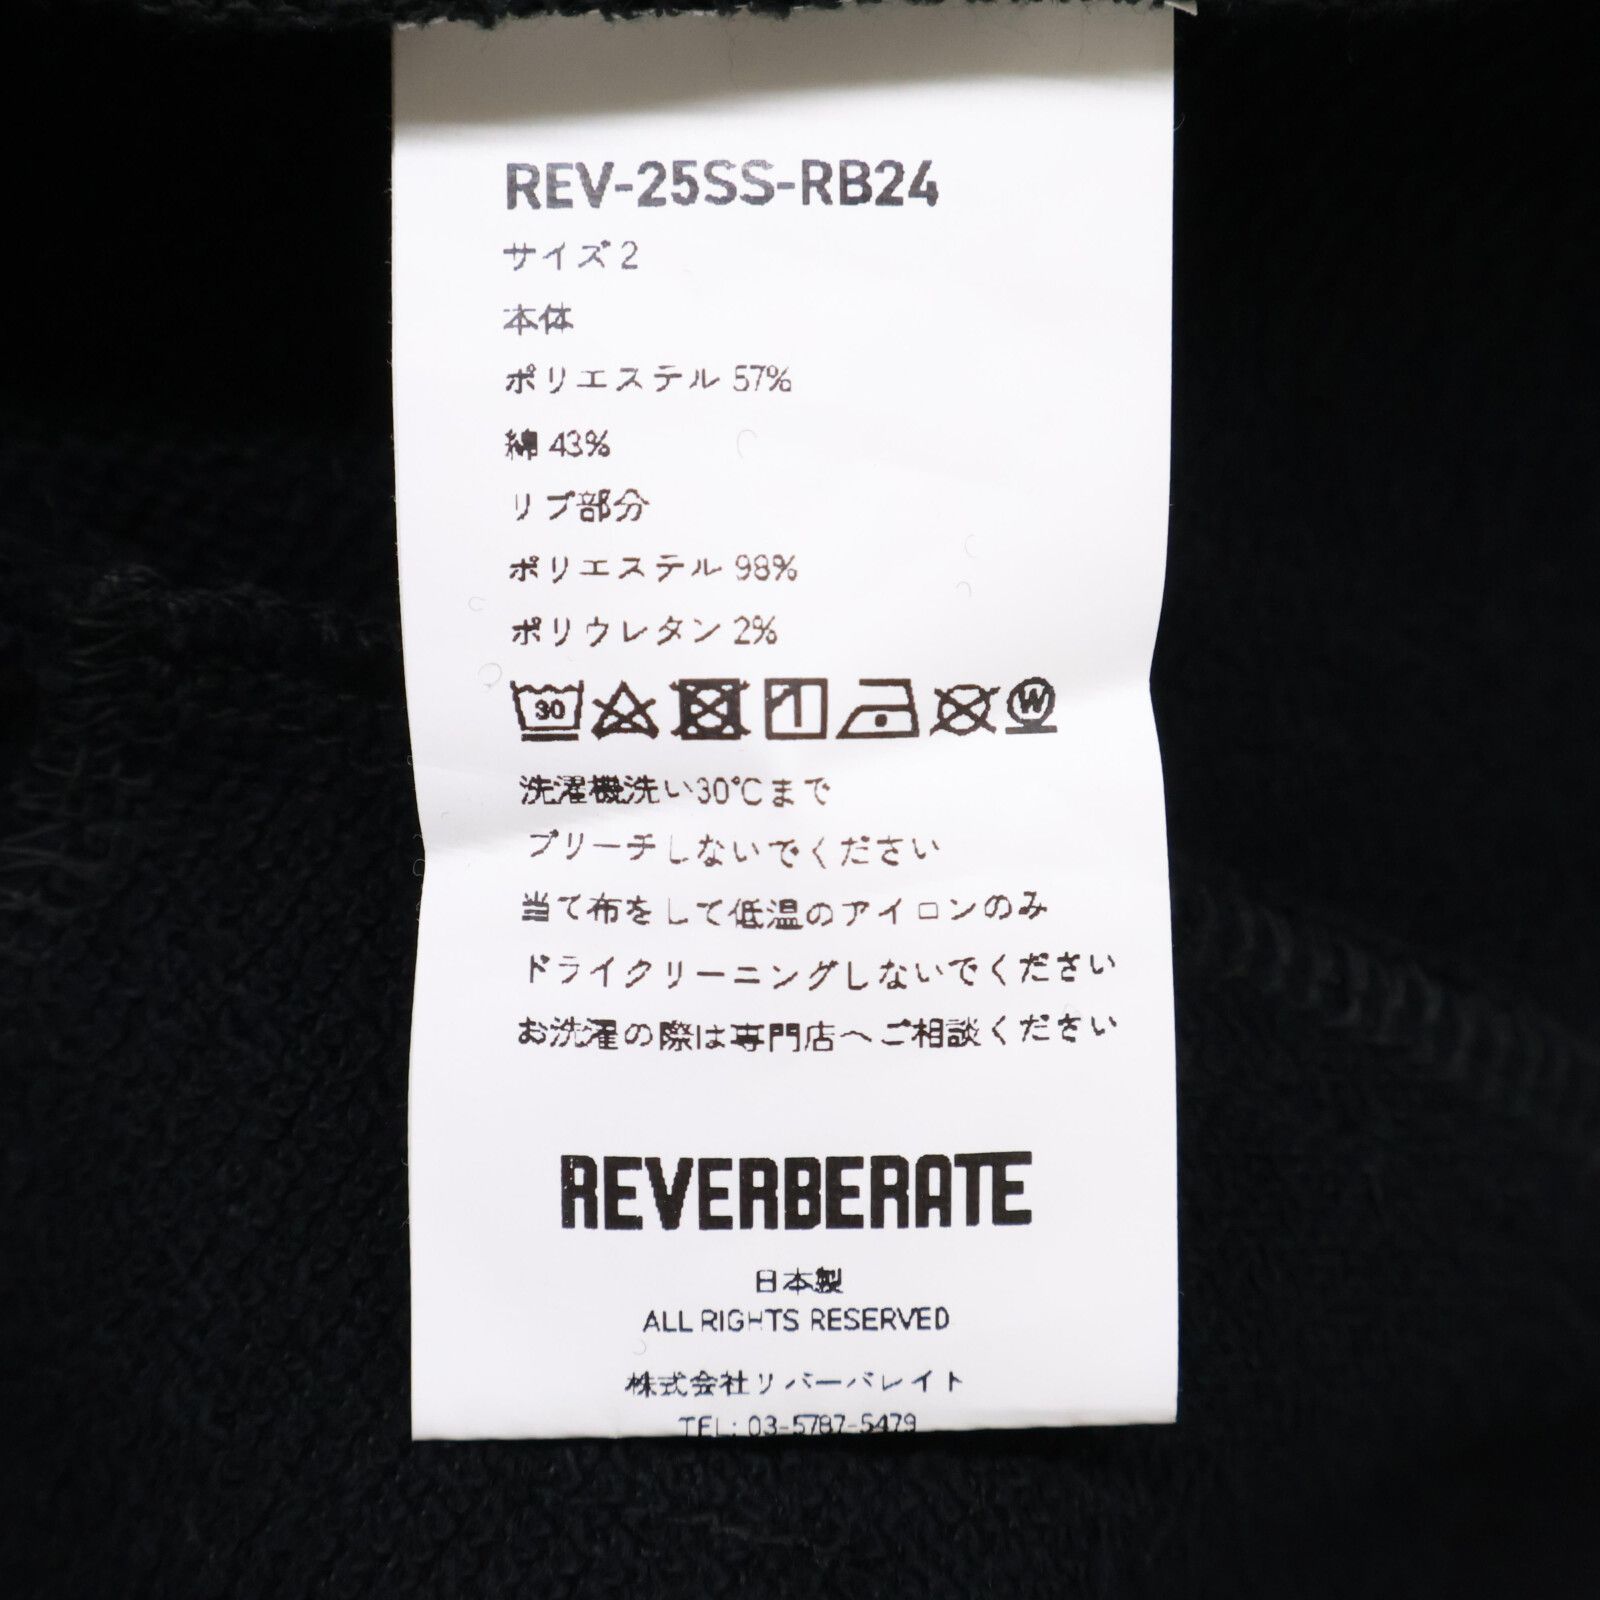 REV-25SS-RB24
サイズ 2
本体
ポリエステル 57%
綿 43%
リブ部分
ポリエステル 98%
ポリウレタン 2%
30 W
洗濯機洗い30℃まで
ブリーチしないでください
当て布をして低温のアイロンのみ
ドライクリーニングしないでください
お洗濯の際は専門店へご相談ください
REVERBERATE
日本製
ALL RIGHTS RESERVED
株式会社リバーバレイト
TEL: 03-5787-5479